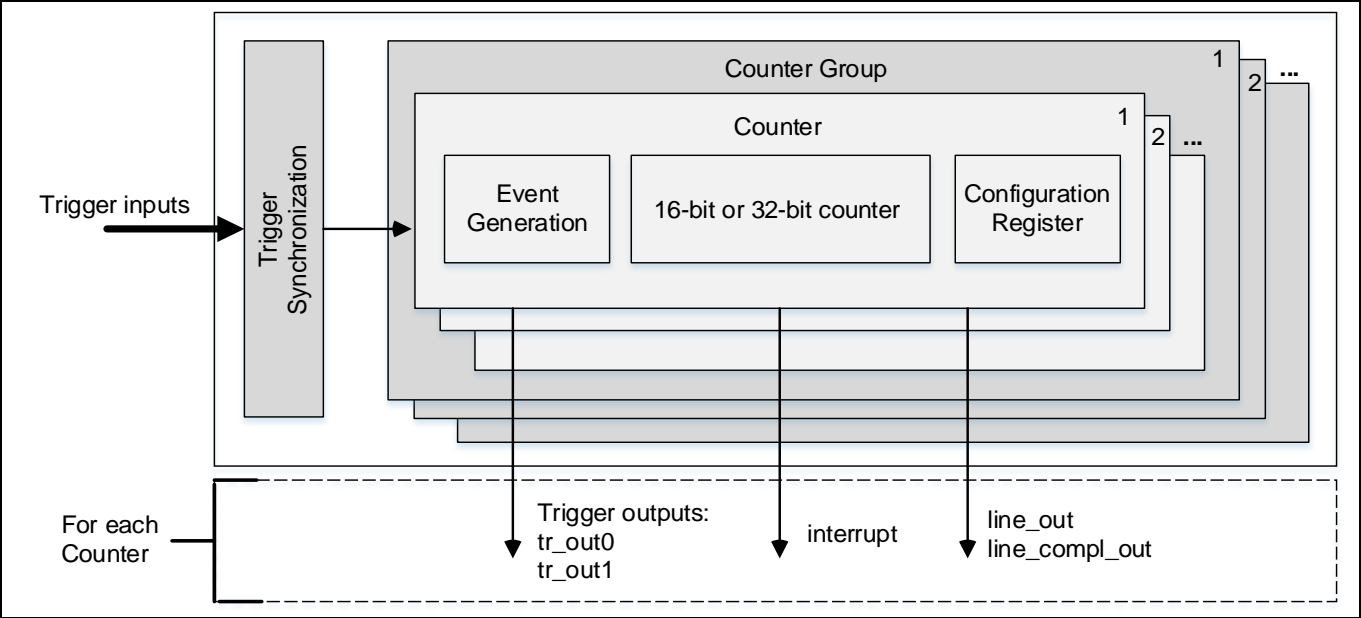 Counter Group
1
2
...
Counter
1
2
...
Trigger inputs
Trigger
Synchronization
Event
Generation
16-bit or 32-bit counter
Configuration
Register
For each
Counter
Trigger outputs:
tr_out0
tr_out1
interrupt
line_out
line_compl_out